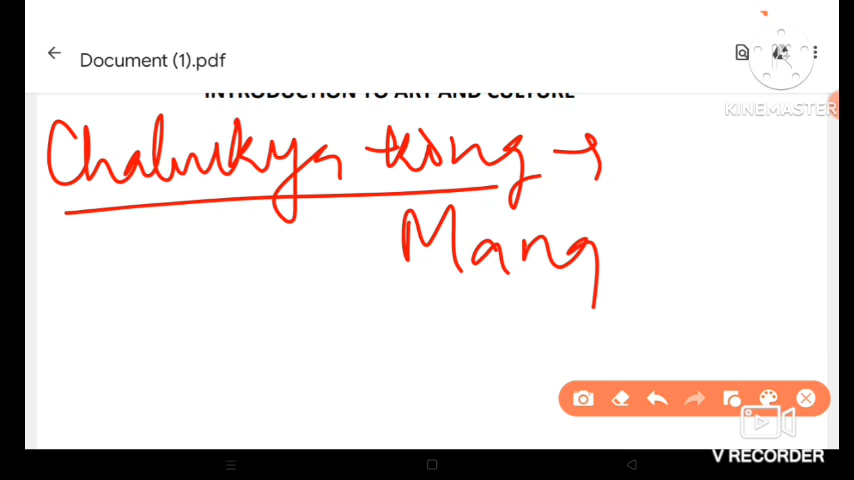 Document (1).pdf
KINEMASTER
INTRODUCTION TO ART AND CULTURE
Chalukya king →
Mang
V RECORDER